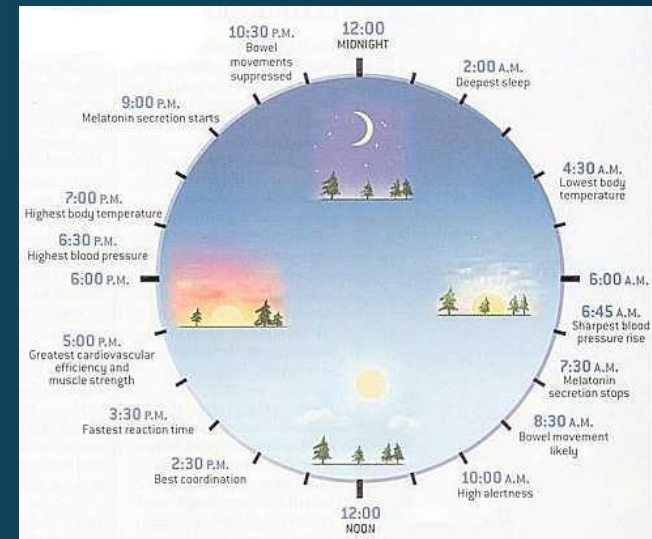 12:00
MIDNIGHT
2:00 A.M.
Deepest sleep
4:30 A.M.
Lowest body
temperature
6:00 A.M.
6:45 A.M.
Sharpest blood
pressure rise
7:30 A.M.
Melatonin
secretion stops
8:30 A.M.
Bowel movement
likely
10:00 A.M.
High alertness
12:00
NOON
2:30 P.M.
Best coordination
3:30 P.M.
Fastest reaction time
5:00 P.M.
Greatest cardiovascular
efficiency and
muscle strength
6:00 P.M.
6:30 P.M.
Highest blood pressure
7:00 P.M.
Highest body temperature
9:00 P.M.
Melatonin secretion starts
10:30 P.M.
Bowel
movements
suppressed